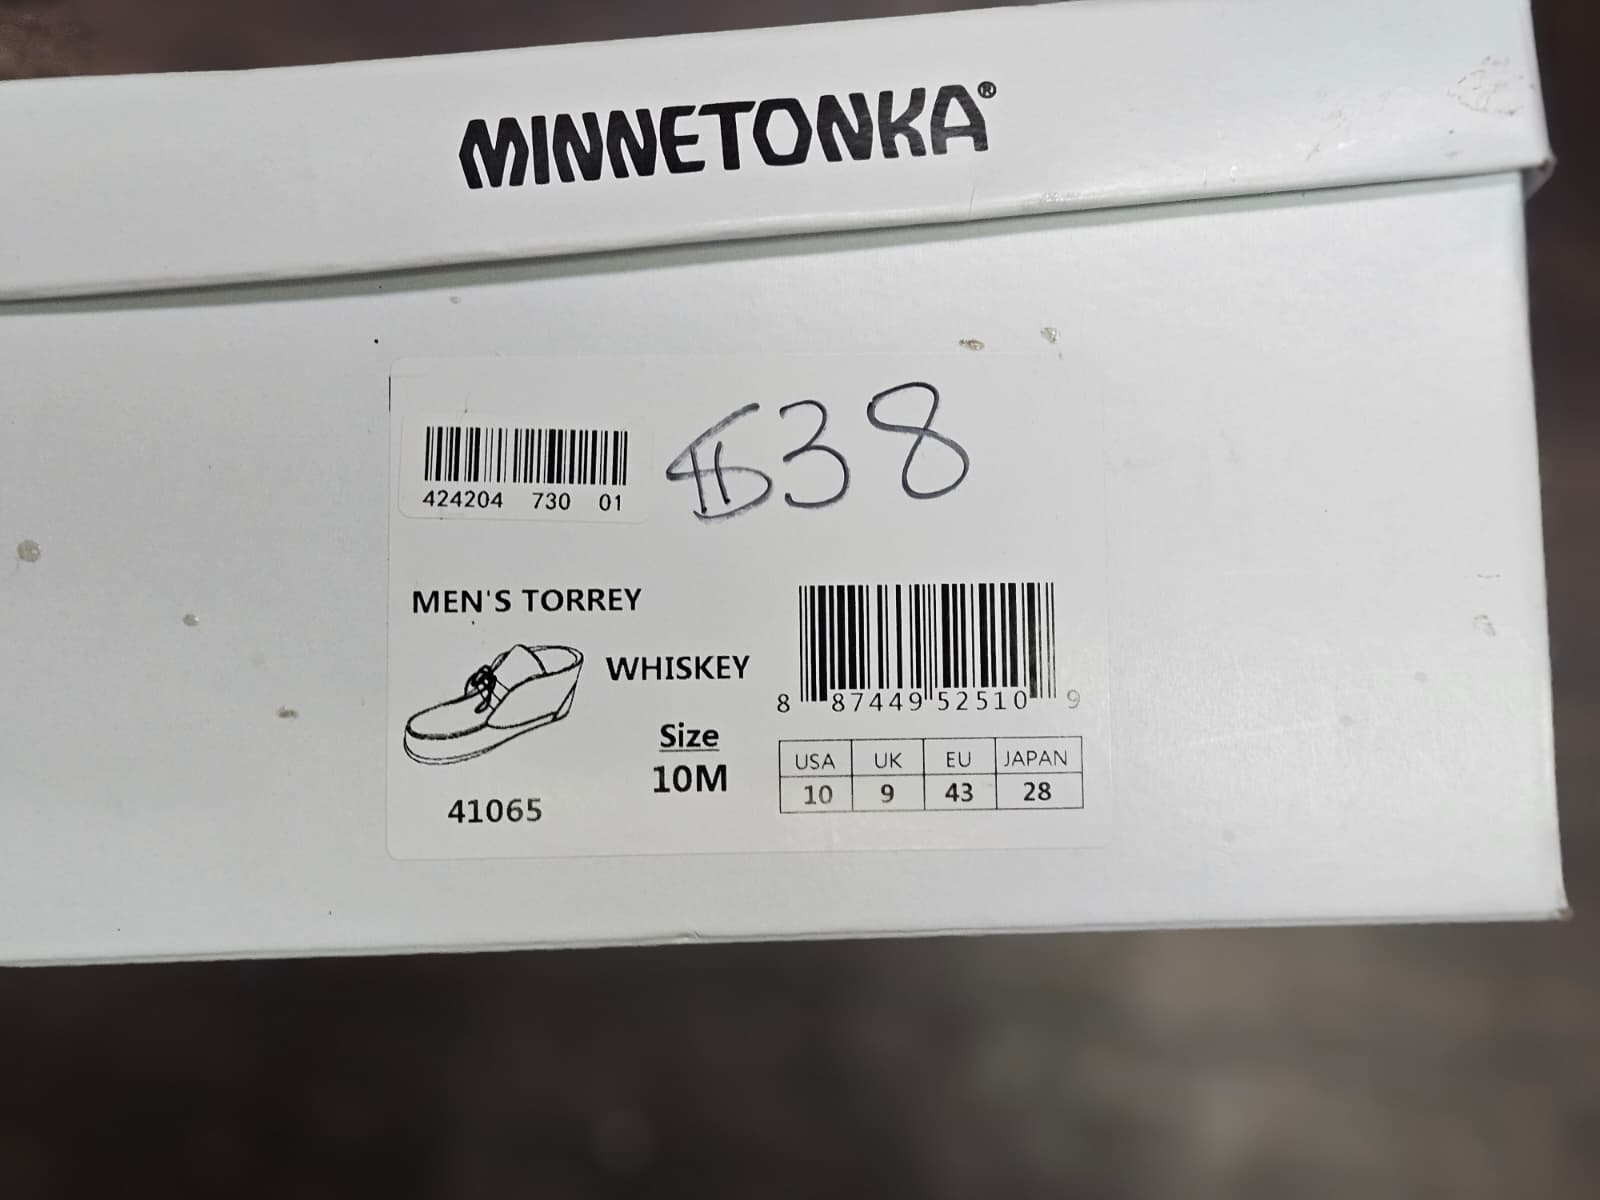 MINNETONKA®
$38
424204 730 01
MEN'S TORREY
WHISKEY
Size
10M
41065
8 87449 52510 9
USA UK EU JAPAN
10 9 43 28